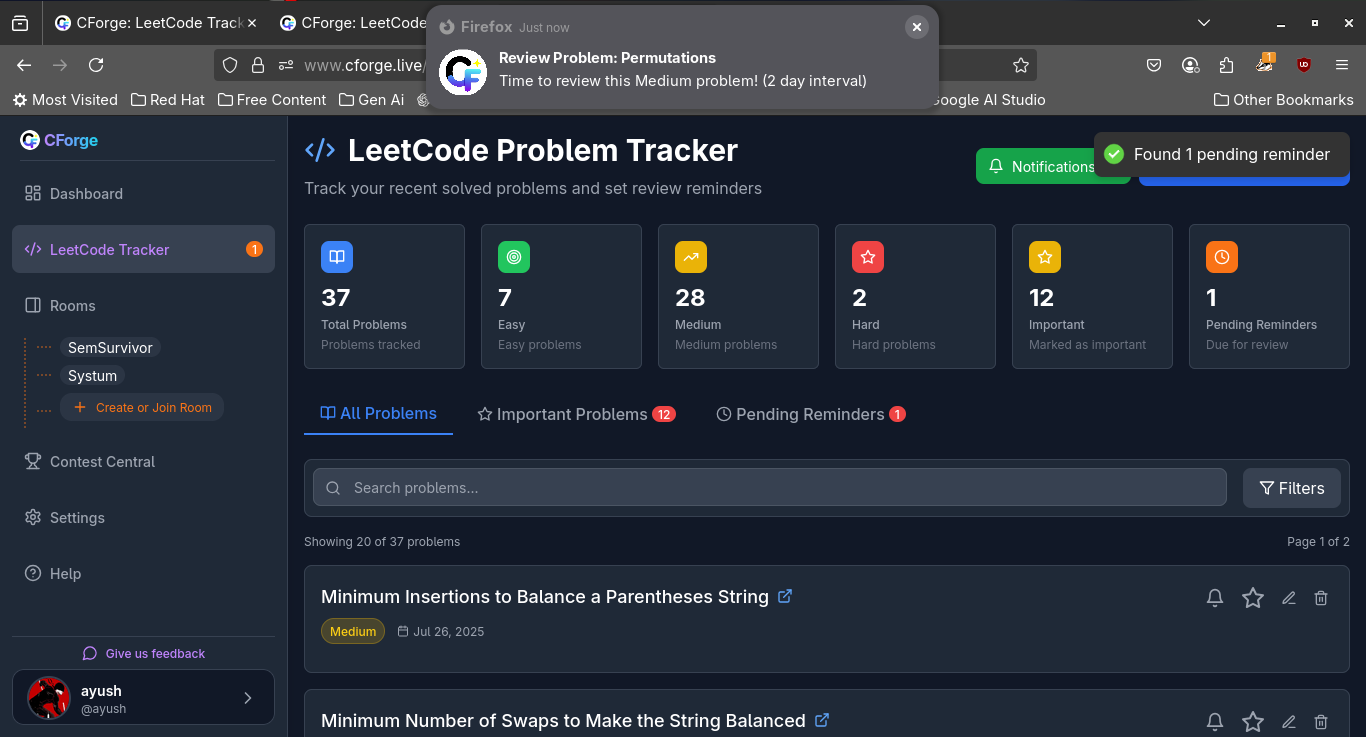 CForge: LeetCode Track
CForge: LeetCode
Firefox Just now
Review Problem: Permutations
Time to review this Medium problem! (2 day interval)
www.cforge.live/
1
Most Visited
Red Hat
Free Content
Gen Ai
Google AI Studio
Other Bookmarks
CForge
Dashboard
LeetCode Tracker 1
Rooms
SemSurvivor
Systum
+ Create or Join Room
Contest Central
Settings
Help
Give us feedback
ayush
@ayush
LeetCode Problem Tracker
Track your recent solved problems and set review reminders
Notifications
Found 1 pending reminder
37
Total Problems
Problems tracked
7
Easy
Easy problems
28
Medium
Medium problems
2
Hard
Hard problems
12
Important
Marked as important
1
Pending Reminders
Due for review
All Problems
Important Problems 12
Pending Reminders 1
Search problems...
Filters
Showing 20 of 37 problems
Page 1 of 2
Minimum Insertions to Balance a Parentheses String
Medium
Jul 26, 2025
Minimum Number of Swaps to Make the String Balanced